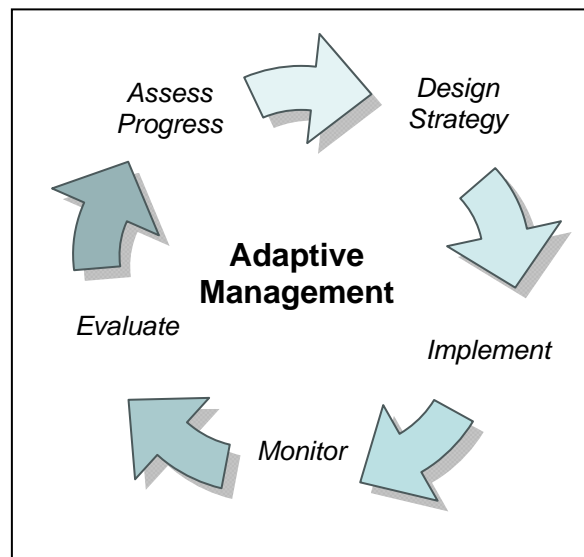 Assess
Progress
Design
Strategy
Adaptive
Management
Evaluate
Implement
Monitor